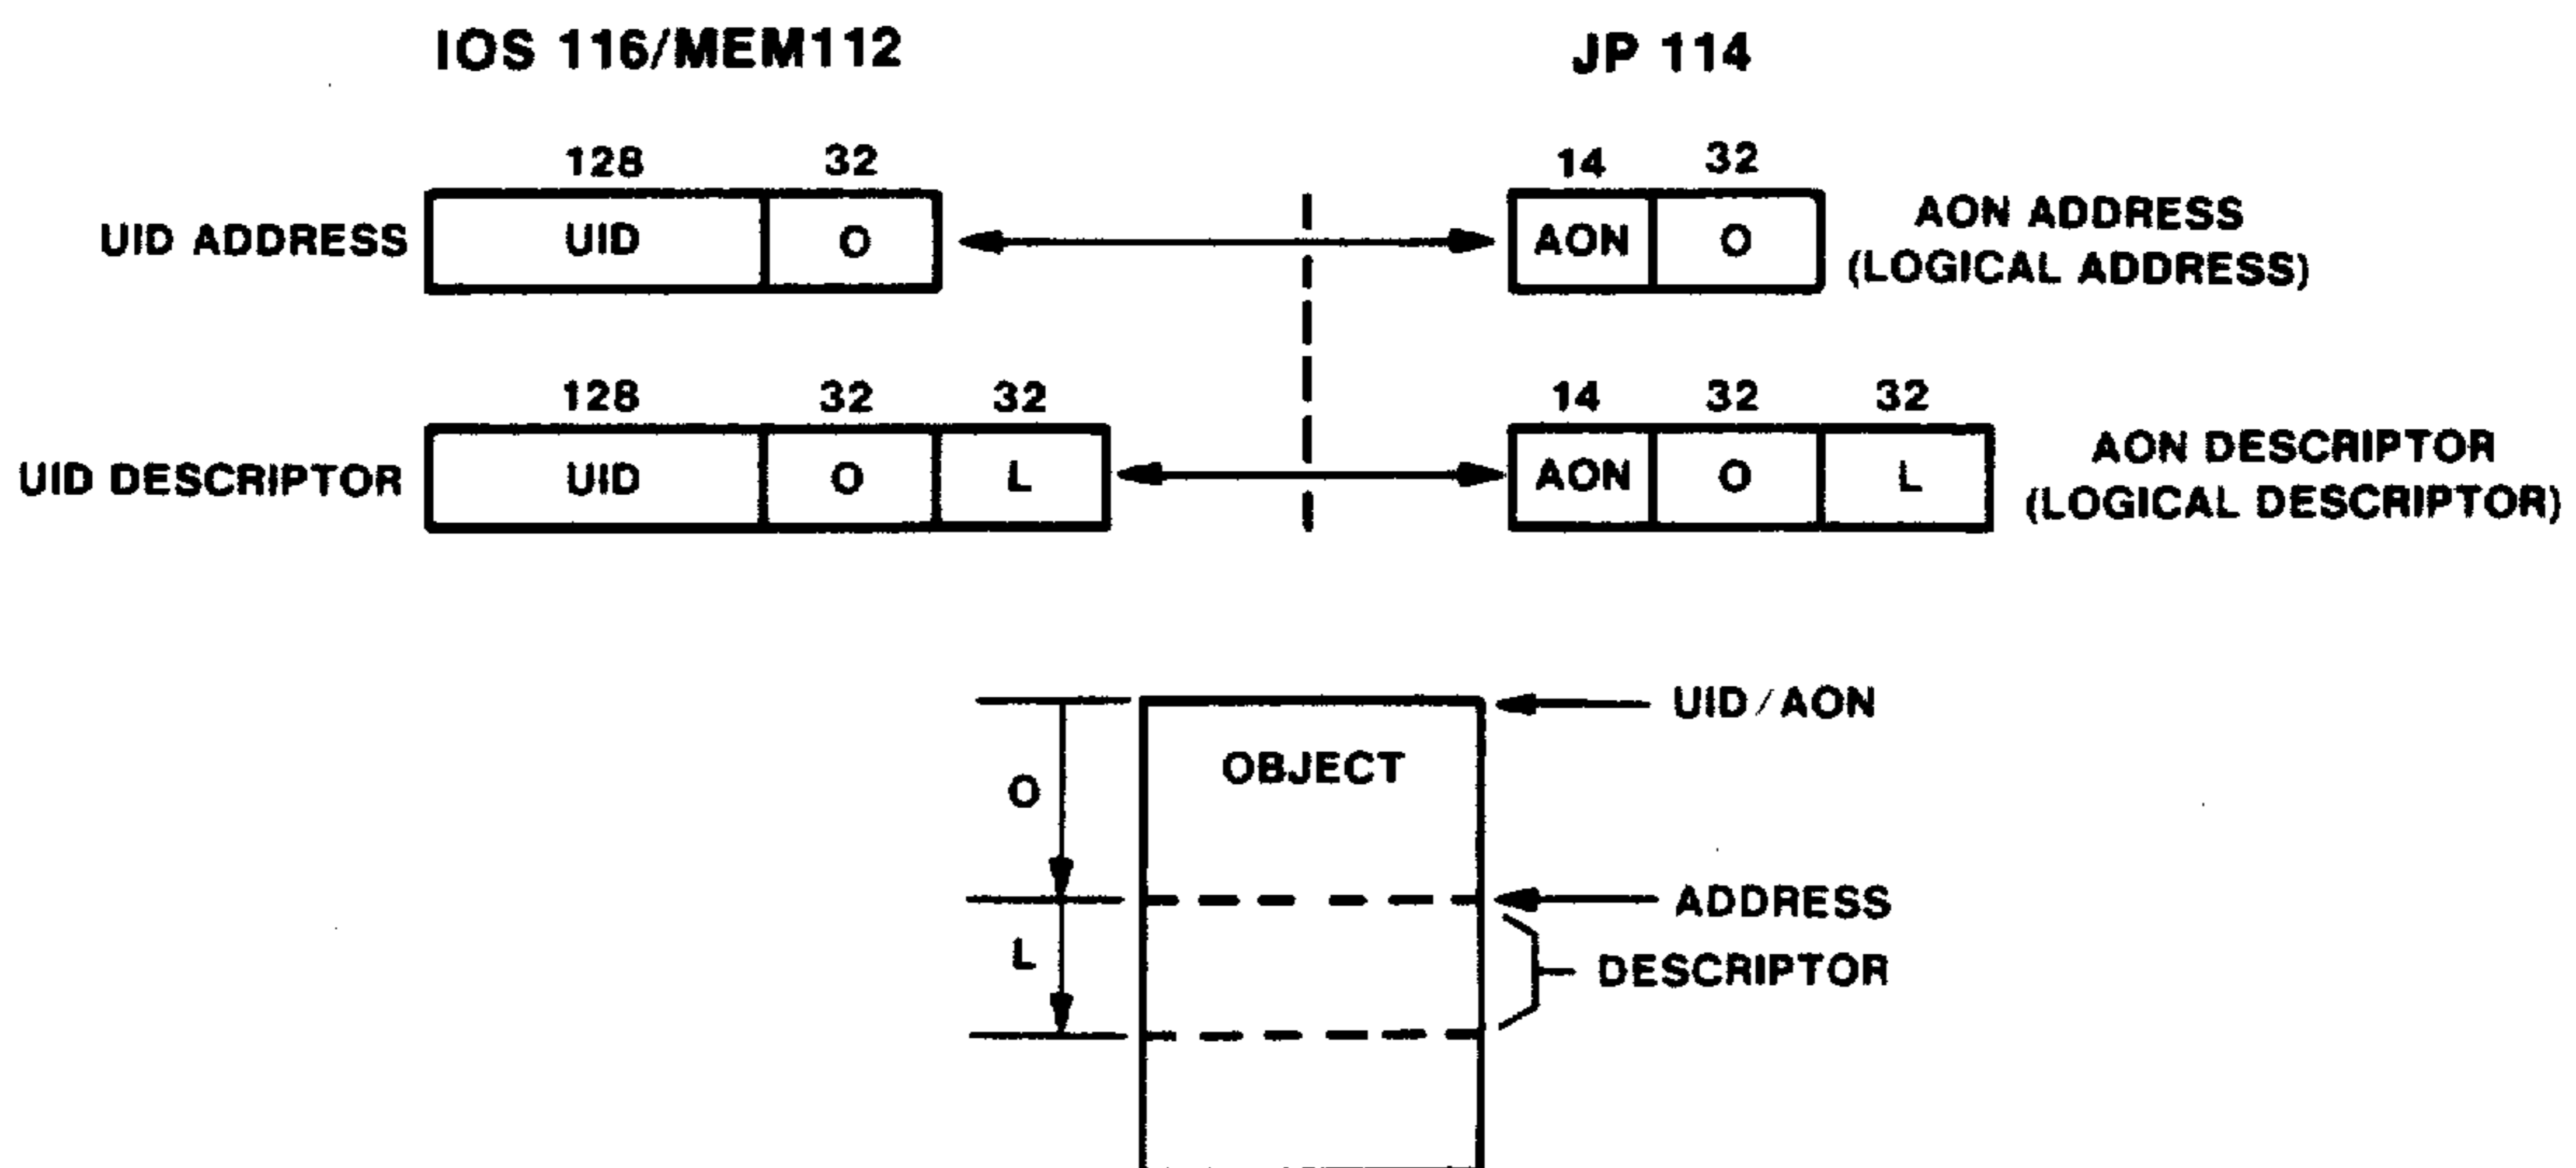 IOS 116/MEM112
JP 114
128 32
14 32
UID ADDRESS UID O
AON O AON ADDRESS
(LOGICAL ADDRESS)
128 32 32
14 32 32
UID DESCRIPTOR UID O L
AON O L AON DESCRIPTOR
(LOGICAL DESCRIPTOR)
UID/AON
OBJECT
O
ADDRESS
L
DESCRIPTOR